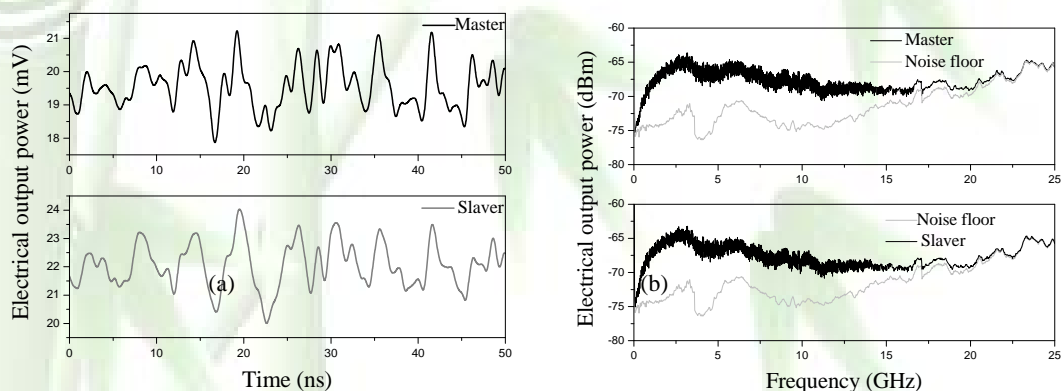 Electrical output power (mV)
Master
21
20
19
18
0 10 20 30 40 50
Slaver
24
23
22
21
20
(a)
0 10 20 30 40 50
Time (ns)
Electrical output power (dBm)
-60
-65
-70
-75
-80
Master
Noise floor
0 5 10 15 20 25
-60
-65
-70
-75
-80
Noise floor
Slaver
(b)
0 5 10 15 20 25
Frequency (GHz)